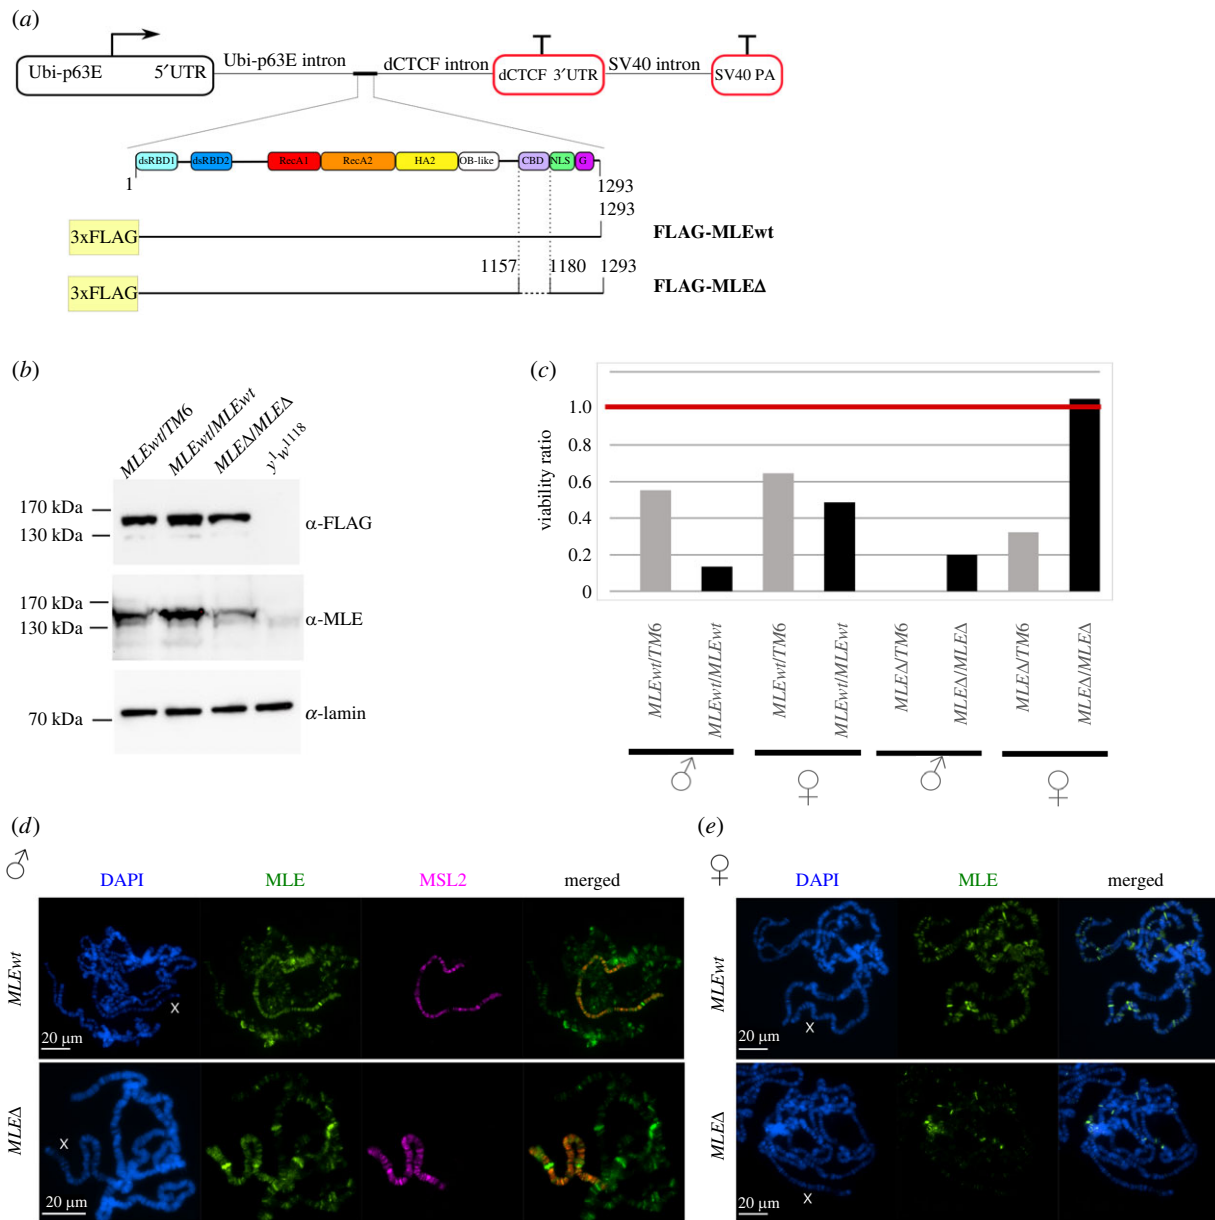 (a)
Ubi-p63E 5′UTR
Ubi-p63E intron
dCTCF intron
dCTCF 3′UTR
SV40 intron
SV40 PA
dsRBD1 dsRBD2 RecA1 RecA2 HA2 OB-like CBD NLS G
1
1293
1293
3xFLAG
FLAG-MLEwt
1157
1180
1293
3xFLAG
FLAG-MLEΔ
(b)
MLEwt/TM6
MLEwt/MLEwt
MLEΔ/MLEΔ
y¹w¹¹¹⁸
170 kDa
130 kDa
α-FLAG
170 kDa
130 kDa
α-MLE
70 kDa
α-lamin
(c)
viability ratio
1.0
0.8
0.6
0.4
0.2
0
MLEwt/TM6
MLEwt/MLEwt
MLEwt/TM6
MLEwt/MLEwt
MLEΔ/TM6
MLEΔ/MLEΔ
MLEΔ/TM6
MLEΔ/MLEΔ
♂ ♀ ♂ ♀
(d)
♂
DAPI MLE MSL2 merged
MLEwt
X
20 µm
MLEΔ
X
20 µm
(e)
♀
DAPI MLE merged
MLEwt
X
20 µm
MLEΔ
X
20 µm